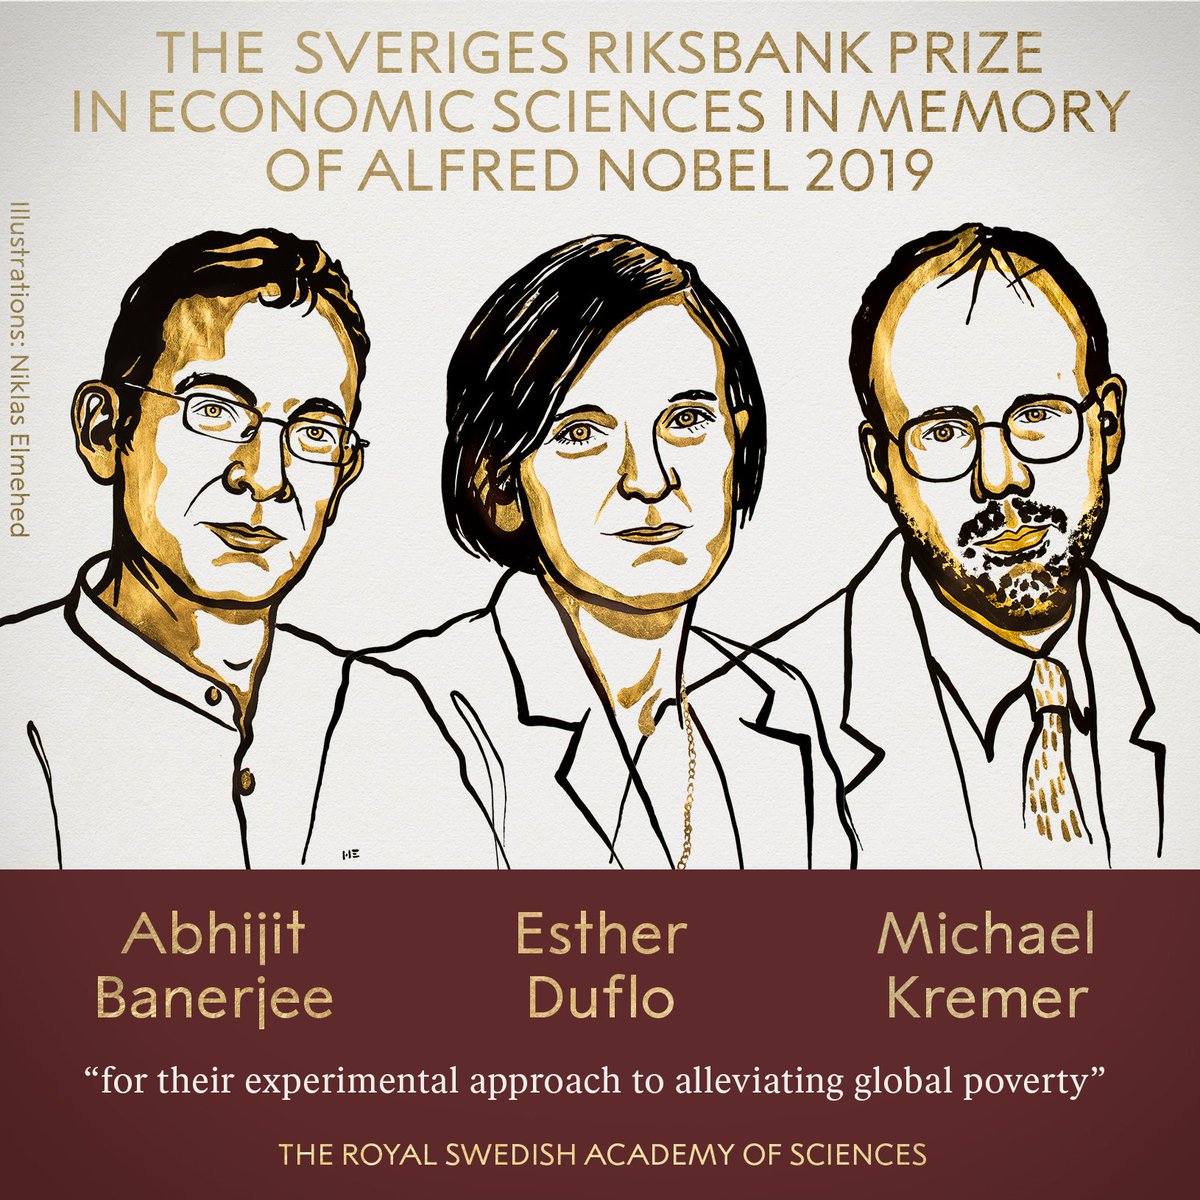 THE SVERIGES RIKSBANK PRIZE
IN ECONOMIC SCIENCES IN MEMORY
OF ALFRED NOBEL 2019
Illustrations: Niklas Elmehed
Abhijit
Banerjee
Esther
Duflo
Michael
Kremer
“for their experimental approach to alleviating global poverty”
THE ROYAL SWEDISH ACADEMY OF SCIENCES